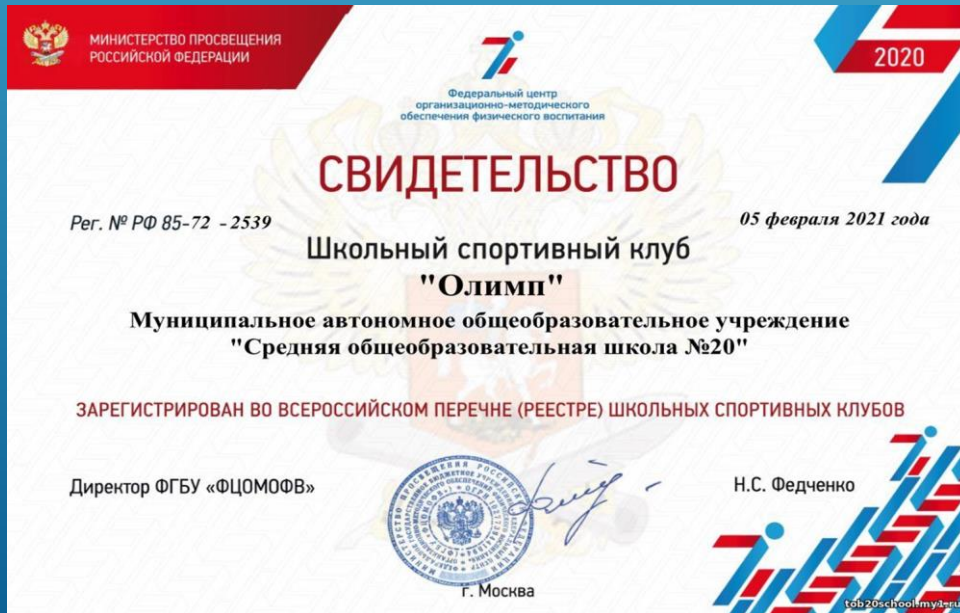 МИНИСТЕРСТВО ПРОСВЕЩЕНИЯ
РОССИЙСКОЙ ФЕДЕРАЦИИ
2020
Федеральный центр
организационно-методического
обеспечения физического воспитания
СВИДЕТЕЛЬСТВО
Рег. № РФ 85-72 - 2539
05 февраля 2021 года
Школьный спортивный клуб
"Олимп"
Муниципальное автономное общеобразовательное учреждение
"Средняя общеобразовательная школа №20"
ЗАРЕГИСТРИРОВАН ВО ВСЕРОССИЙСКОМ ПЕРЕЧНЕ (РЕЕСТРЕ) ШКОЛЬНЫХ СПОРТИВНЫХ КЛУБОВ
Директор ФГБУ «ФЦОМОФВ»
Н.С. Федченко
г. Москва
tob20school.my1.ru